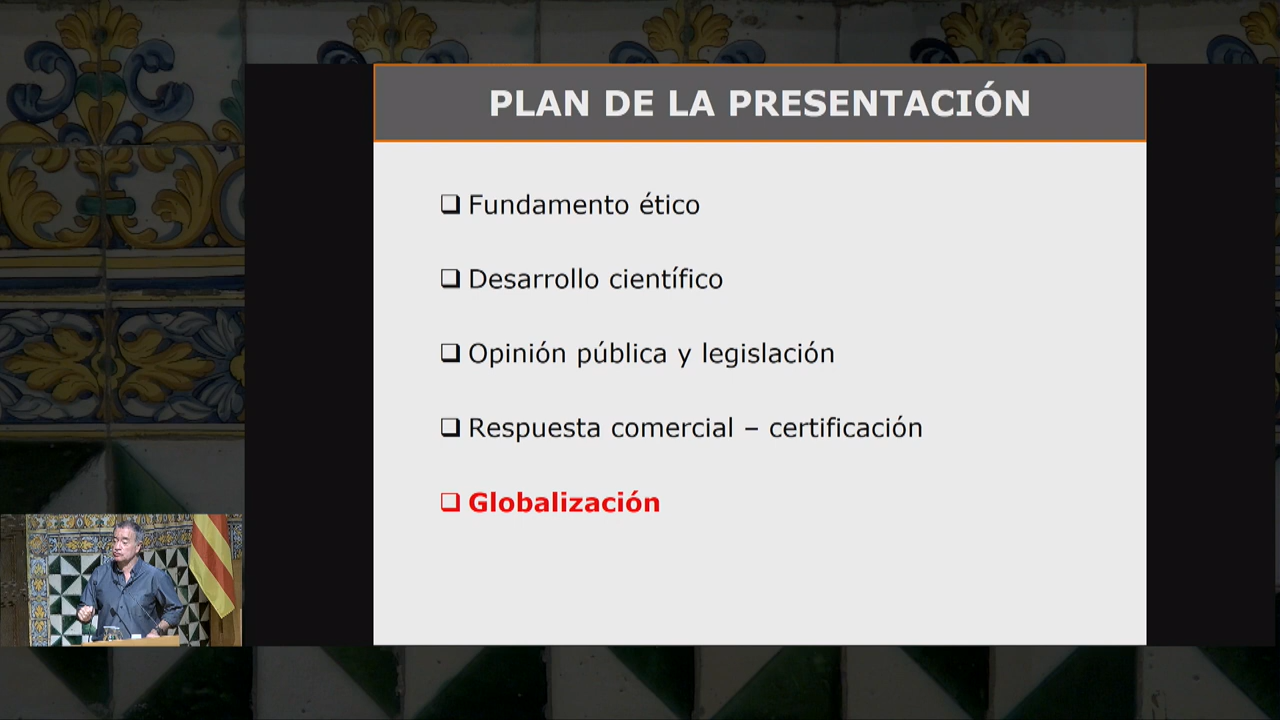 PLAN DE LA PRESENTACIÓN
❑ Fundamento ético
❑ Desarrollo científico
❑ Opinión pública y legislación
❑ Respuesta comercial – certificación
❑ Globalización